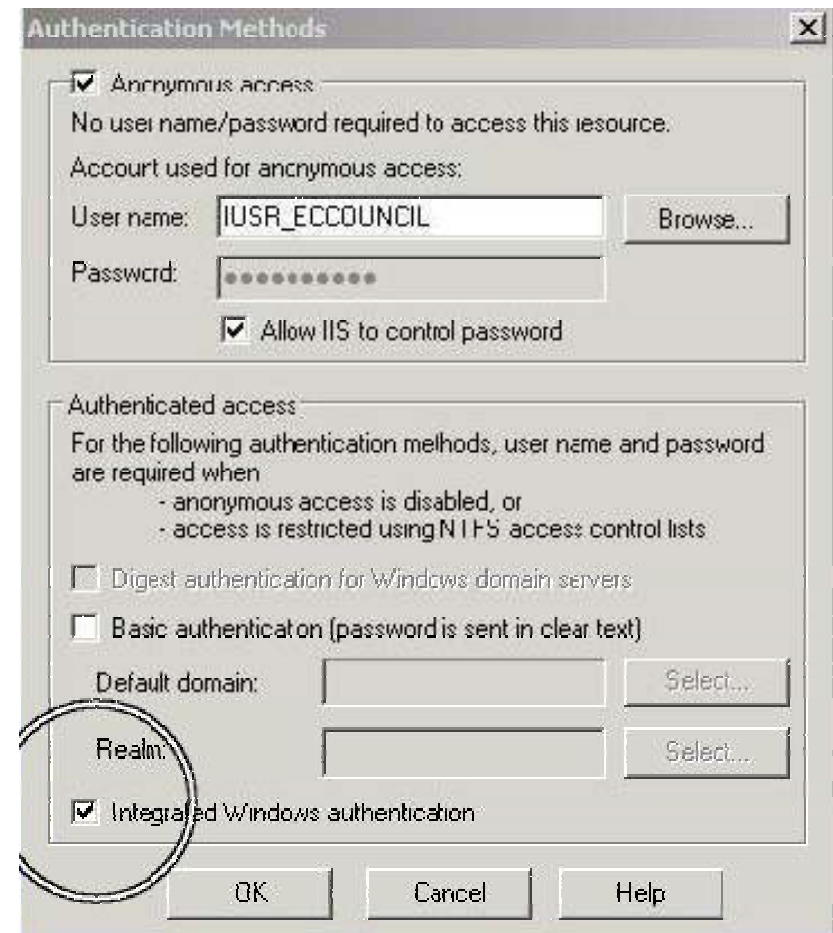 Authentication Methods
Anonymous access
No user name/password required to access this resource.
Account used for anonymous access:
User name: IUSR_ECCOUNCIL Browse...
Password: ●●●●●●●●●●
Allow IIS to control password
Authenticated access
For the following authentication methods, user name and password
are required when
- anonymous access is disabled, or
- access is restricted using NTFS access control lists
Digest authentication for Windows domain servers
Basic authentication (password is sent in clear text)
Default domain: Select...
Realm: Select...
Integrated Windows authentication
OK Cancel Help